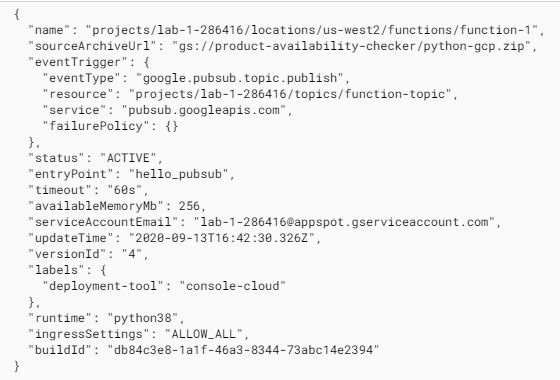 {
  "name": "projects/lab-1-286416/locations/us-west2/functions/function-1",
  "sourceArchiveUrl": "gs://product-availability-checker/python-gcp.zip",
  "eventTrigger": {
    "eventType": "google.pubsub.topic.publish",
    "resource": "projects/lab-1-286416/topics/function-topic",
    "service": "pubsub.googleapis.com",
    "failurePolicy": {}
  },
  "status": "ACTIVE",
  "entryPoint": "hello_pubsub",
  "timeout": "60s",
  "availableMemoryMb": 256,
  "serviceAccountEmail": "lab-1-286416@appspot.gserviceaccount.com",
  "updateTime": "2020-09-13T16:42:30.326Z",
  "versionId": "4",
  "labels": {
    "deployment-tool": "console-cloud"
  },
  "runtime": "python38",
  "ingressSettings": "ALLOW_ALL",
  "buildId": "db84c3e8-1a1f-46a3-8344-73abc14e2394"
}